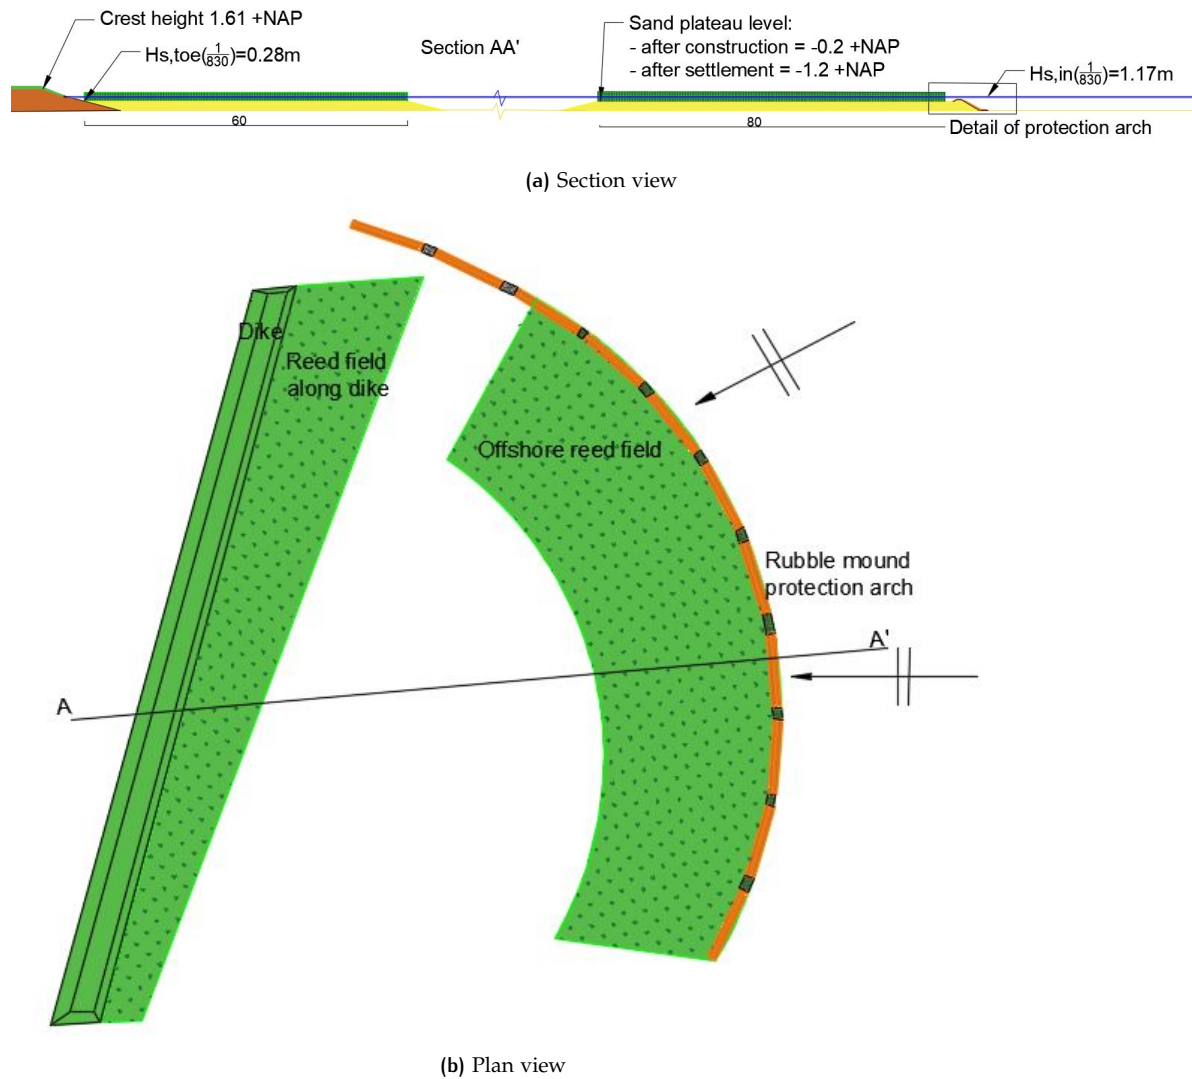 Crest height 1.61 +NAP
Hs,toe(1/830)=0.28m
Section AA'
Sand plateau level:
- after construction = -0.2 +NAP
- after settlement = -1.2 +NAP
Hs,in(1/830)=1.17m
60
80
Detail of protection arch
(a) Section view
Dike
Reed field
along dike
Offshore reed field
Rubble mound
protection arch
A'
A
(b) Plan view